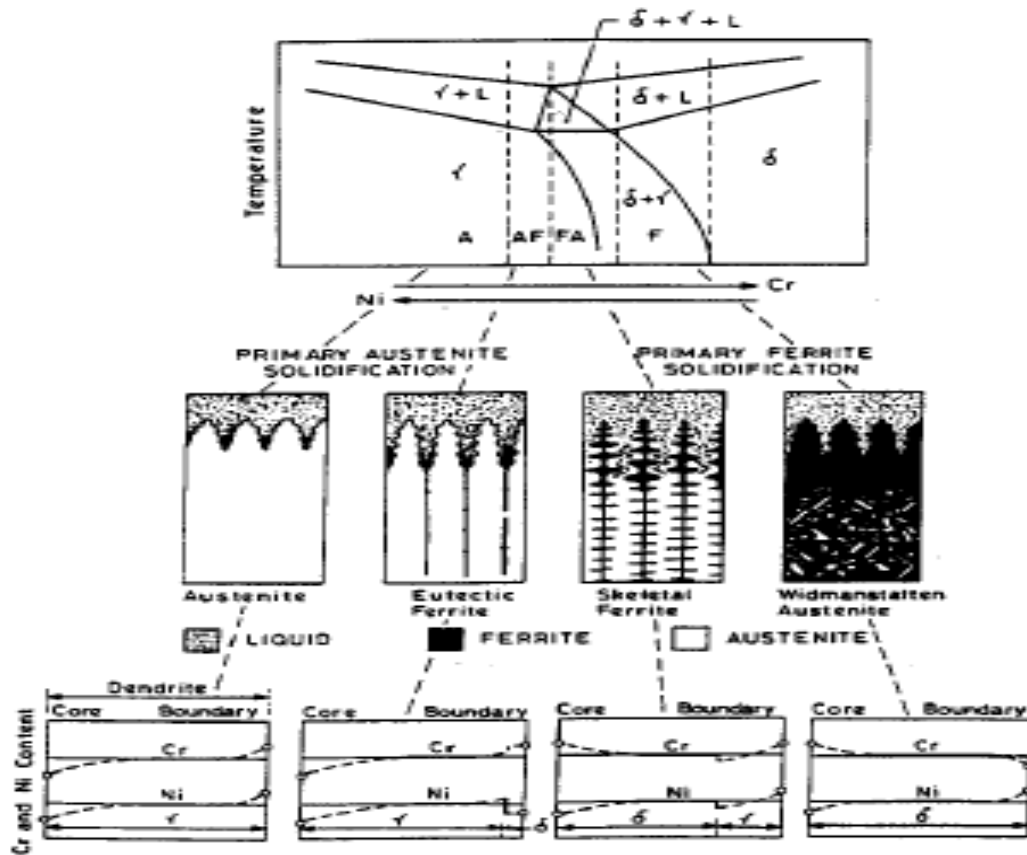 δ + γ + L
γ + L
δ + L
Temperature
γ
δ + γ
δ
A AF FA F
Cr
Ni
PRIMARY AUSTENITE SOLIDIFICATION
PRIMARY FERRITE SOLIDIFICATION
Austenite
Eutectic Ferrite
Skeletal Ferrite
Widmanstatten Austenite
LIQUID FERRITE AUSTENITE
Dendrite
Core Boundary Core Boundary Core Boundary Core Boundary
Cr and Ni Content
Cr Cr Cr Cr
Ni Ni Ni Ni
γ γ δ δ γ δ